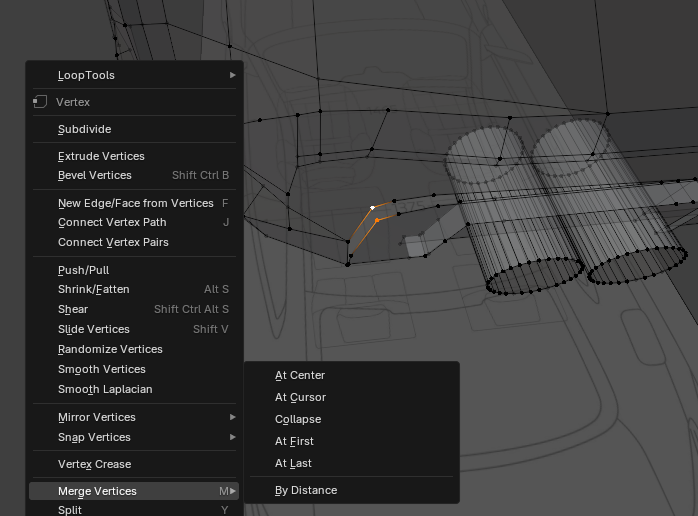 LoopTools
Vertex
Subdivide
Extrude Vertices
Bevel Vertices Shift Ctrl B
New Edge/Face from Vertices F
Connect Vertex Path J
Connect Vertex Pairs
Push/Pull
Shrink/Fatten Alt S
Shear Shift Ctrl Alt S
Slide Vertices Shift V
Randomize Vertices
Smooth Vertices
Smooth Laplacian
Mirror Vertices
Snap Vertices
Vertex Crease
Merge Vertices M
Split Y
At Center
At Cursor
Collapse
At First
At Last
By Distance